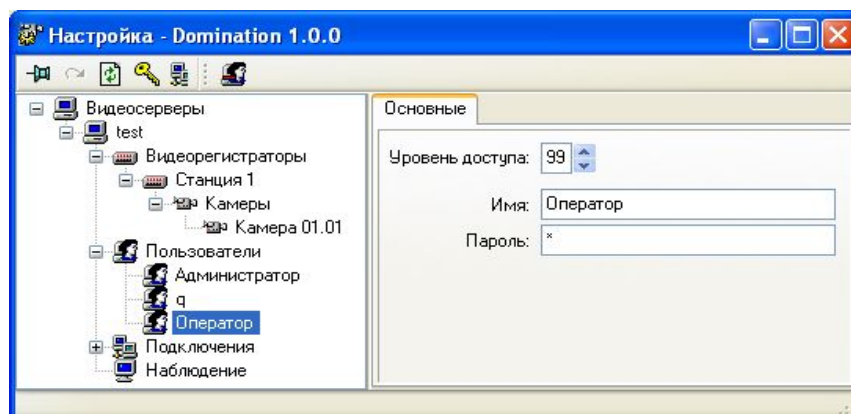 Настройка - Domination 1.0.0
Видеосерверы
test
Видеорегистраторы
Станция 1
Камеры
Камера 01.01
Пользователи
Администратор
q
Оператор
Подключения
Наблюдение
Основные
Уровень доступа: 99
Имя: Оператор
Пароль: *